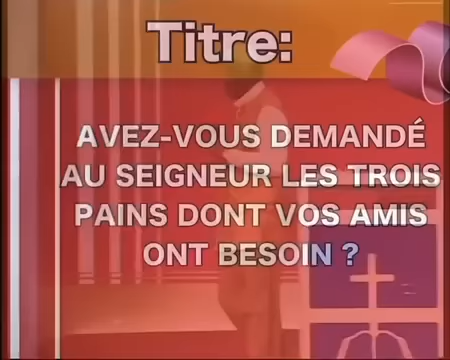 Titre:
AVEZ-VOUS DEMANDÉ
AU SEIGNEUR LES TROIS
PAINS DONT VOS AMIS
ONT BESOIN ?